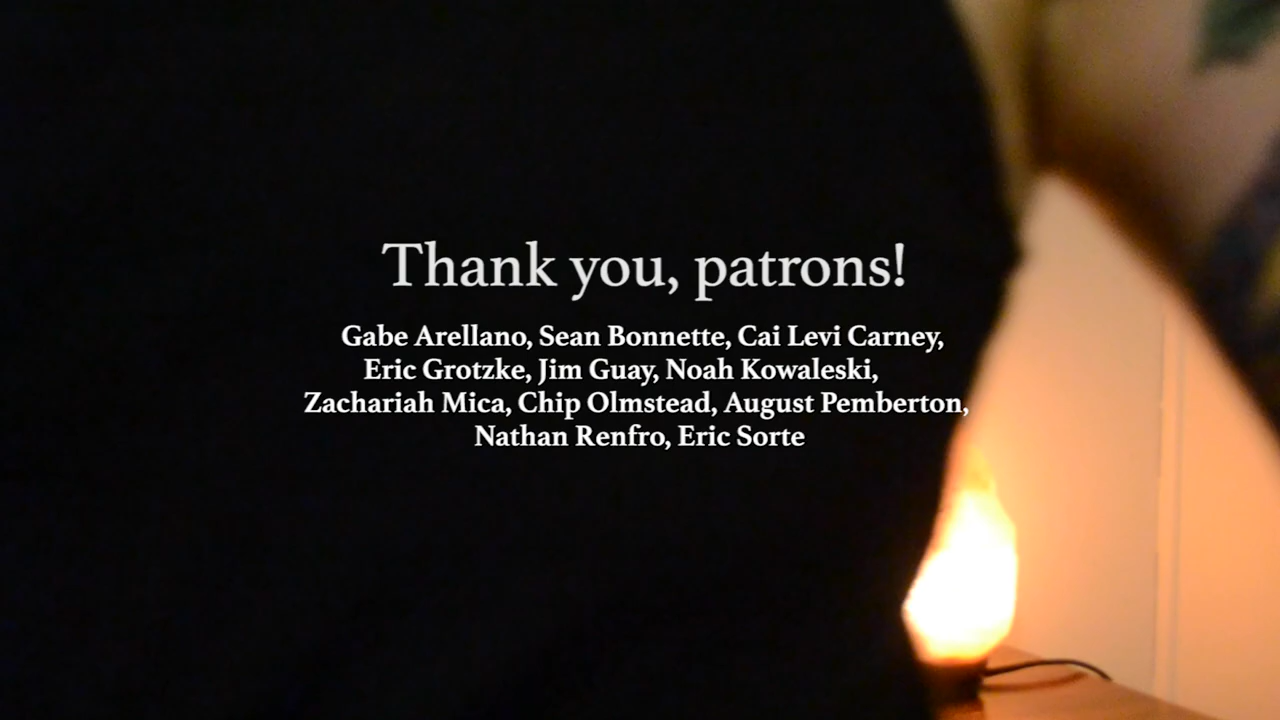 Thank you, patrons!
Gabe Arellano, Sean Bonnette, Cai Levi Carney,
Eric Grotzke, Jim Guay, Noah Kowaleski,
Zachariah Mica, Chip Olmstead, August Pemberton,
Nathan Renfro, Eric Sorte